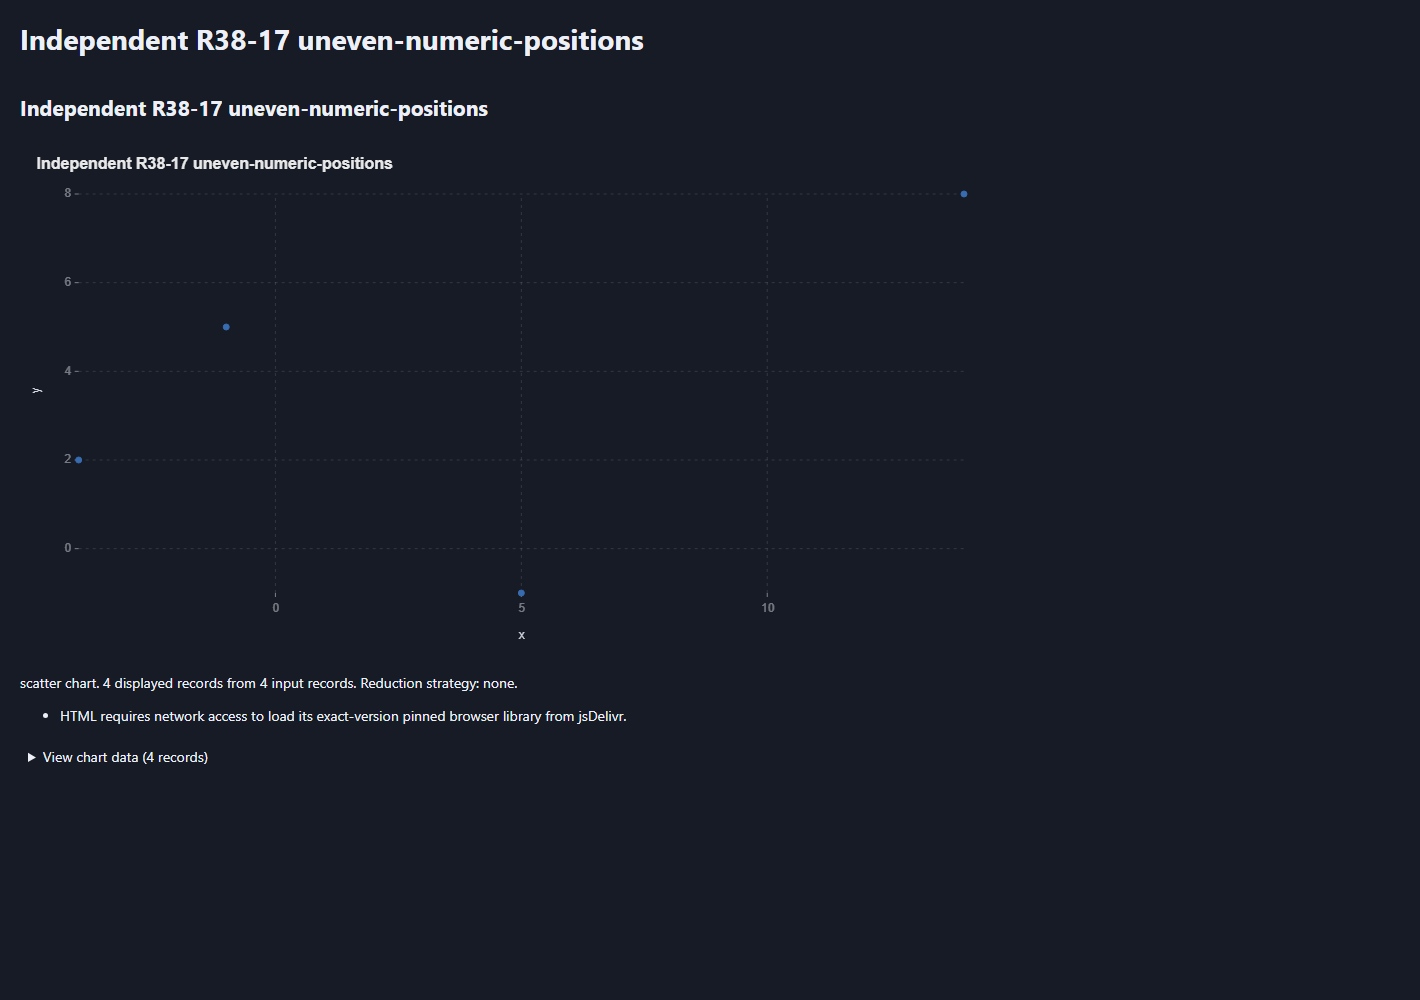 Independent R38-17 uneven-numeric-positions
Independent R38-17 uneven-numeric-positions
Independent R38-17 uneven-numeric-positions
8
6
4
y
2
0
0 5 10
x
scatter chart. 4 displayed records from 4 input records. Reduction strategy: none.
• HTML requires network access to load its exact-version pinned browser library from jsDelivr.
▶ View chart data (4 records)